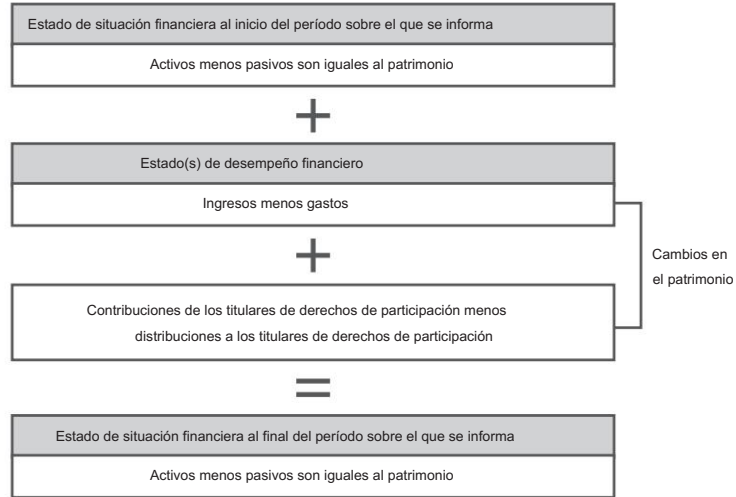 Estado de situación financiera al inicio del período sobre el que se informa
Activos menos pasivos son iguales al patrimonio
+
Estado(s) de desempeño financiero
Ingresos menos gastos
+
Contribuciones de los titulares de derechos de participación menos
distribuciones a los titulares de derechos de participación
Cambios en
el patrimonio
=
Estado de situación financiera al final del período sobre el que se informa
Activos menos pasivos son iguales al patrimonio